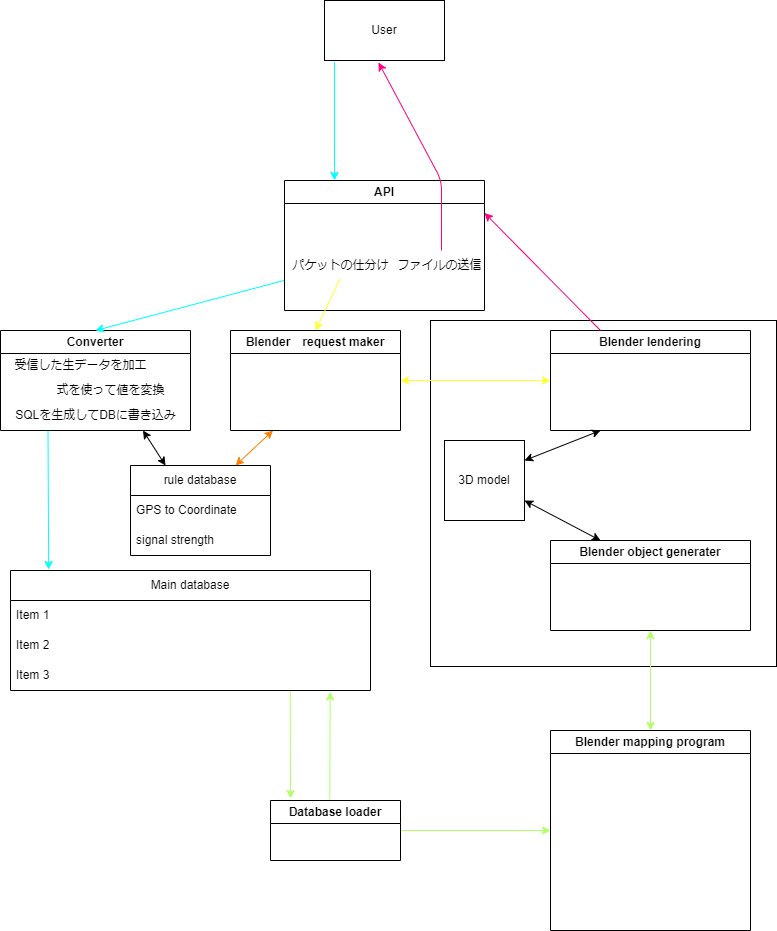 User
API
パケットの仕分け ファイルの送信
Converter
受信した生データを加工
式を使って値を変換
SQLを生成してDBに書き込み
Blender request maker
Blender lendering
3D model
rule database
GPS to Coordinate
signal strength
Blender object generater
Main database
Item 1
Item 2
Item 3
Blender mapping program
Database loader